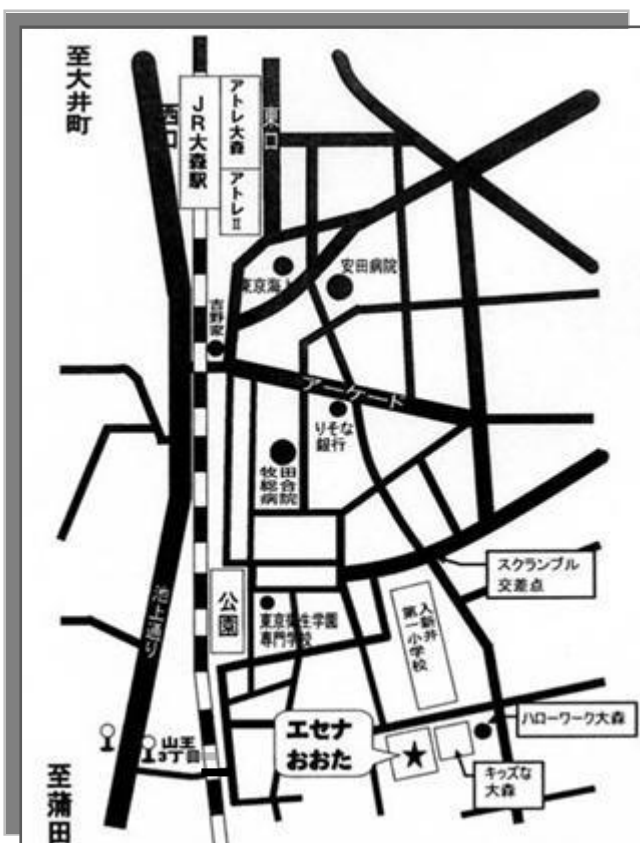 至大井町
西口
JR大森駅
アトレ大森
アトレⅡ
東口
安田病院
東京海上
吉野家
アーケード
りそな
銀行
牧田
総合
病院
スクランブル
交差点
公園
東京衛生学園
専門学校
入新井
第一小学校
池上通り
エセナ
おおた
ハローワーク大森
キッズな
大森
山王
3丁目
至蒲田